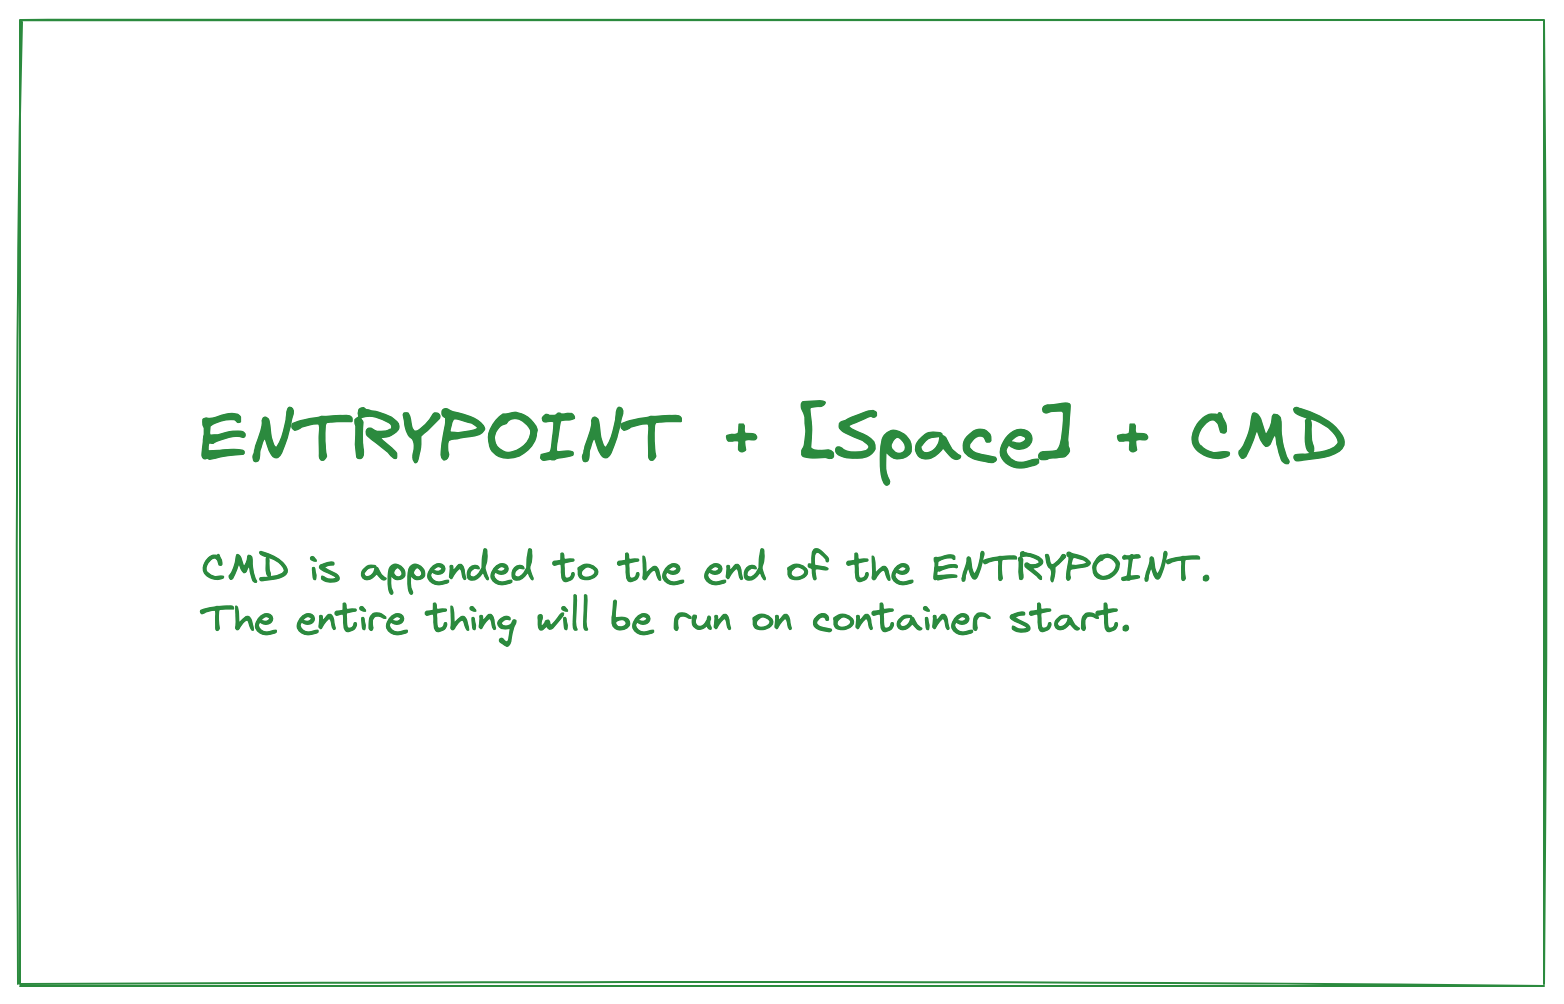 ENTRYPOINT + [Space] + CMD
CMD is appended to the end of the ENTRYPOINT.
The entire thing will be run on container start.